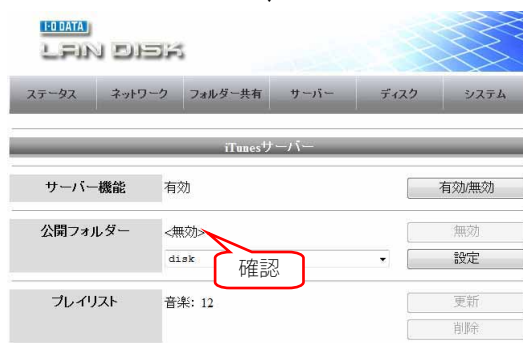 I-O DATA
LAN DISK
ステータス ネットワーク フォルダー共有 サーバー ディスク システム
iTunesサーバー
サーバー機能 有効 有効/無効
公開フォルダー <無効> 無効
disk 設定
確認
プレイリスト 音楽: 12 更新
削除